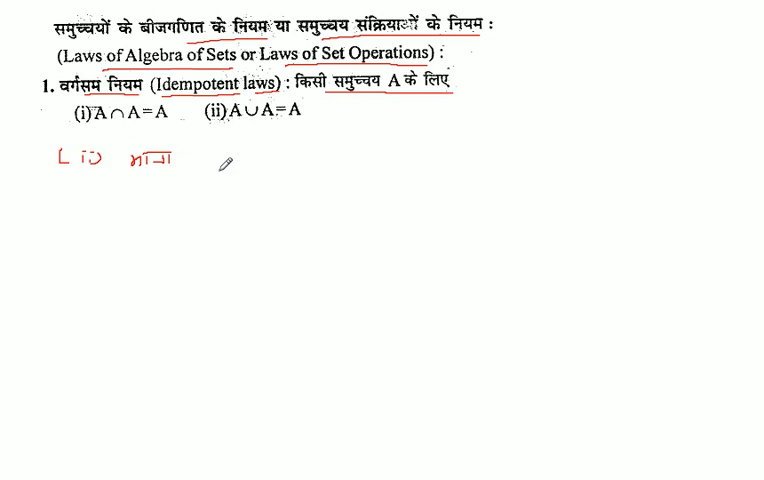 समुच्चयों के बीजगणित के नियम या समुच्चय संक्रियाओं के नियम :
(Laws of Algebra of Sets or Laws of Set Operations) :
1. वर्गसम नियम (Idempotent laws) : किसी समुच्चय A के लिए
(i) A ∩ A = A (ii) A ∪ A = A
(i) माना